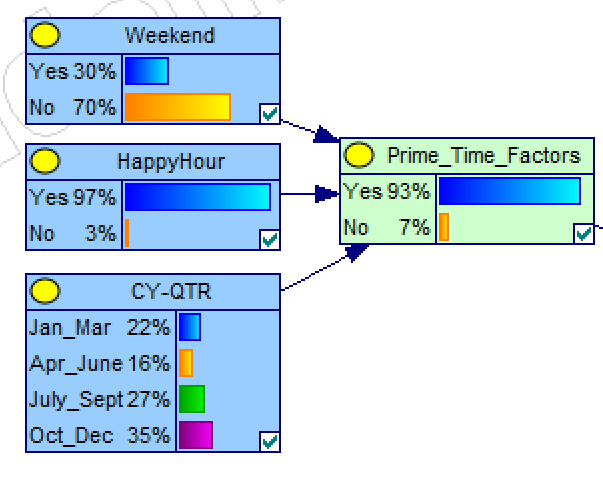 Weekend
Yes 30%
No 70%
HappyHour
Yes 97%
No 3%
Prime_Time_Factors
Yes 93%
No 7%
CY-QTR
Jan_Mar 22%
Apr_June 16%
July_Sept 27%
Oct_Dec 35%